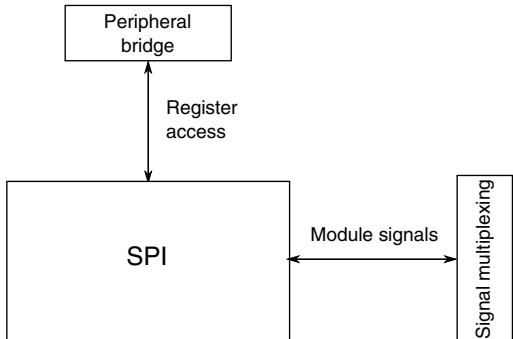 Peripheral
bridge
Register
access
SPI
Module signals
Signal multiplexing